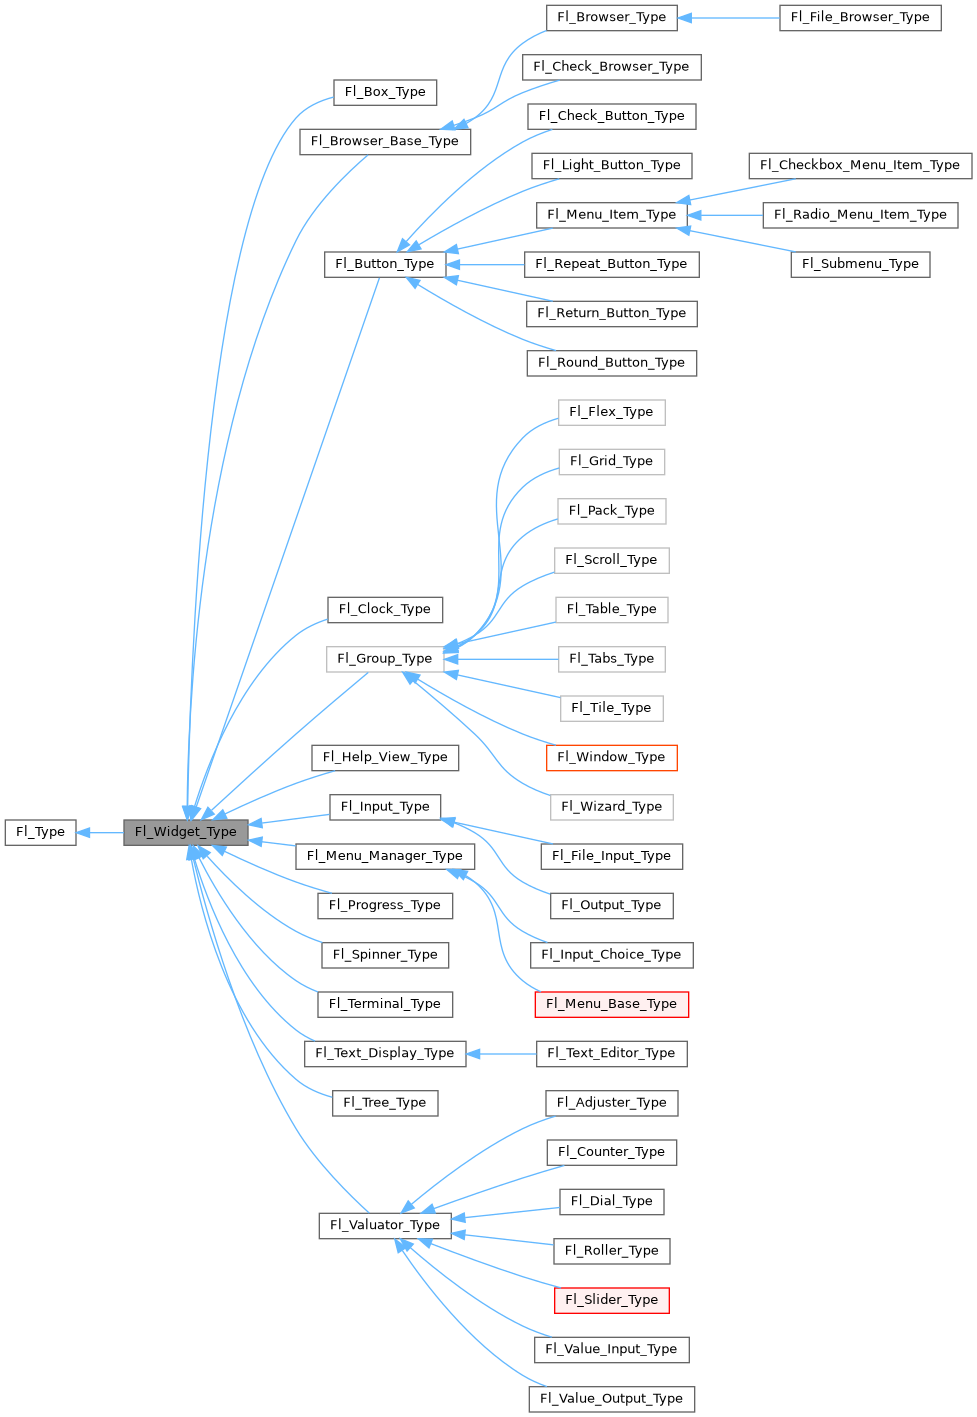 Fl_Browser_Type
Fl_File_Browser_Type
Fl_Check_Browser_Type
Fl_Box_Type
Fl_Check_Button_Type
Fl_Browser_Base_Type
Fl_Light_Button_Type
Fl_Checkbox_Menu_Item_Type
Fl_Menu_Item_Type
Fl_Radio_Menu_Item_Type
Fl_Button_Type
Fl_Repeat_Button_Type
Fl_Submenu_Type
Fl_Return_Button_Type
Fl_Round_Button_Type
Fl_Flex_Type
Fl_Grid_Type
Fl_Pack_Type
Fl_Scroll_Type
Fl_Clock_Type
Fl_Table_Type
Fl_Group_Type
Fl_Tabs_Type
Fl_Tile_Type
Fl_Help_View_Type
Fl_Window_Type
Fl_Input_Type
Fl_Wizard_Type
Fl_Type
Fl_Widget_Type
Fl_Menu_Manager_Type
Fl_File_Input_Type
Fl_Progress_Type
Fl_Output_Type
Fl_Spinner_Type
Fl_Input_Choice_Type
Fl_Terminal_Type
Fl_Menu_Base_Type
Fl_Text_Display_Type
Fl_Text_Editor_Type
Fl_Tree_Type
Fl_Adjuster_Type
Fl_Counter_Type
Fl_Dial_Type
Fl_Valuator_Type
Fl_Roller_Type
Fl_Slider_Type
Fl_Value_Input_Type
Fl_Value_Output_Type